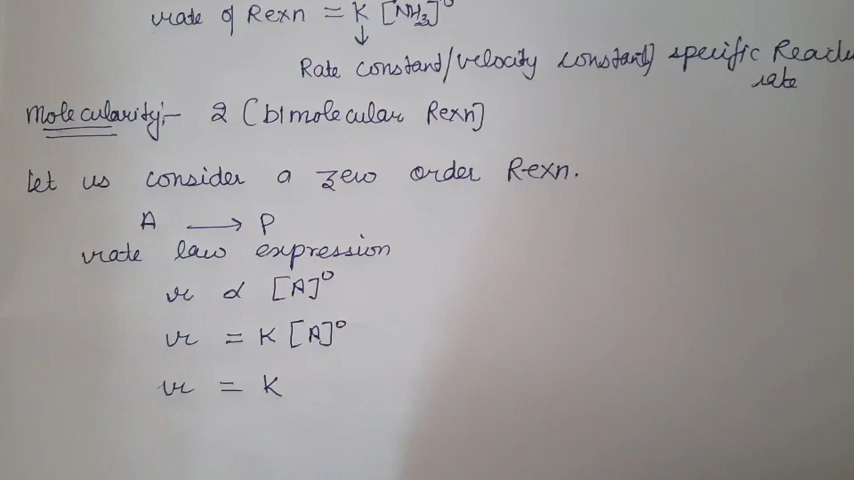 rate of Rexn = K [NH3]⁰
↓
Rate constant/velocity constant/ specific Reaction
rate
Molecularity:- 2 (bimolecular Rexn)
Let us consider a zero order Rexn.
A ⟶ P
rate law expression
r ∝ [A]⁰
r = K [A]⁰
r = K